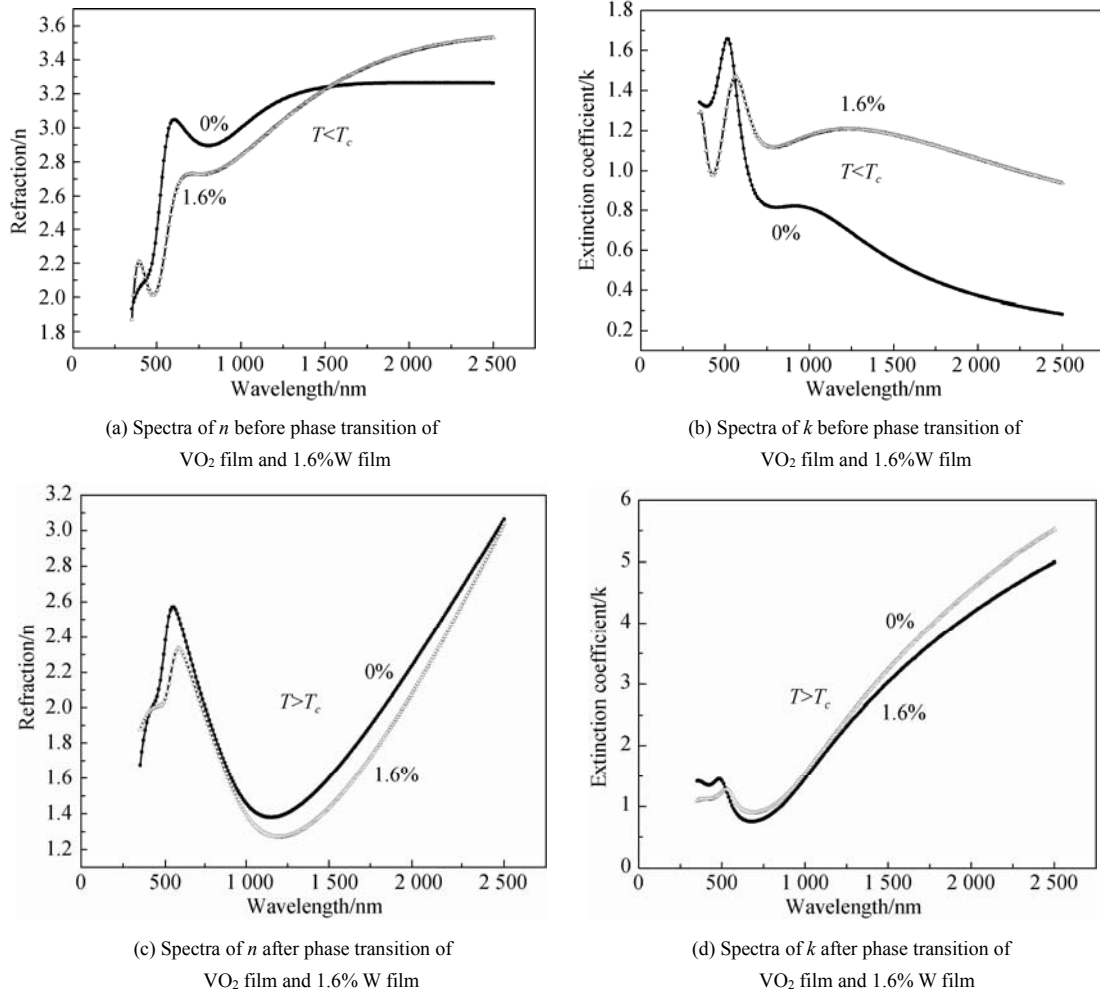 3.6
3.4
3.2
3.0
2.8
2.6
2.4
2.2
2.0
1.8
Refraction/n
0%
1.6%
T<Tc
0 500 1 000 1 500 2 000 2 500
Wavelength/nm
(a) Spectra of n before phase transition of
VO2 film and 1.6%W film
1.8
1.6
1.4
1.2
1.0
0.8
0.6
0.4
0.2
Extinction coefficient/k
1.6%
T<Tc
0%
0 500 1 000 1 500 2 000 2 500
Wavelength/nm
(b) Spectra of k before phase transition of
VO2 film and 1.6%W film
3.2
3.0
2.8
2.6
2.4
2.2
2.0
1.8
1.6
1.4
1.2
Refraction/n
T>Tc
0%
1.6%
0 500 1 000 1 500 2 000 2 500
Wavelength/nm
(c) Spectra of n after phase transition of
VO2 film and 1.6% W film
6
5
4
3
2
1
0
Extinction coefficient/k
0%
T>Tc
1.6%
0 500 1 000 1 500 2 000 2 500
Wavelength/nm
(d) Spectra of k after phase transition of
VO2 film and 1.6% W film